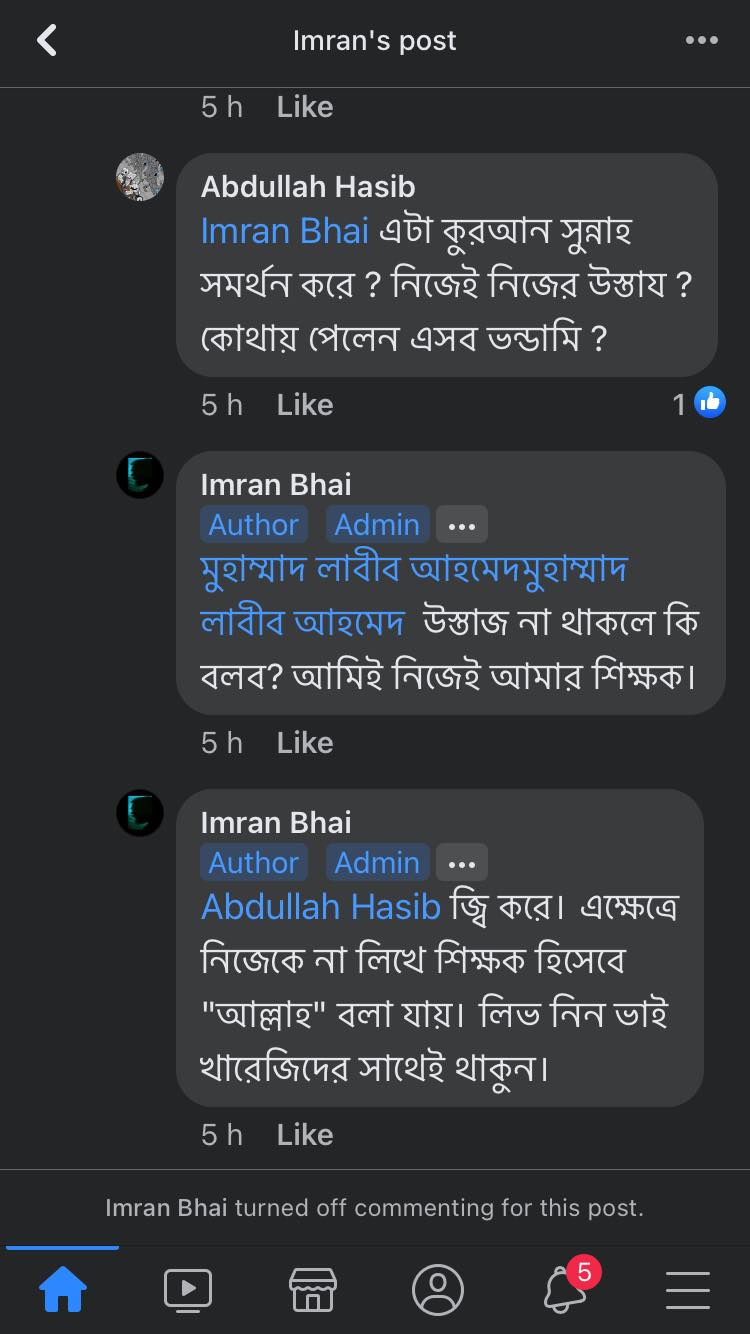 Imran's post
5 h Like
Abdullah Hasib
Imran Bhai এটা কুরআন সুন্নাহ
সমর্থন করে ? নিজেই নিজের উস্তায ?
কোথায় পেলেন এসব ভন্ডামি ?
5 h Like 1
Imran Bhai
Author Admin ...
মুহাম্মাদ লাবীব আহমেদমুহাম্মাদ
লাবীব আহমেদ উস্তাজ না থাকলে কি
বলব? আমিই নিজেই আমার শিক্ষক।
5 h Like
Imran Bhai
Author Admin ...
Abdullah Hasib জ্বি করে। এক্ষেত্রে
নিজেকে না লিখে শিক্ষক হিসেবে
"আল্লাহ" বলা যায়। লিভ নিন ভাই
খারেজিদের সাথেই থাকুন।
5 h Like
Imran Bhai turned off commenting for this post.
5